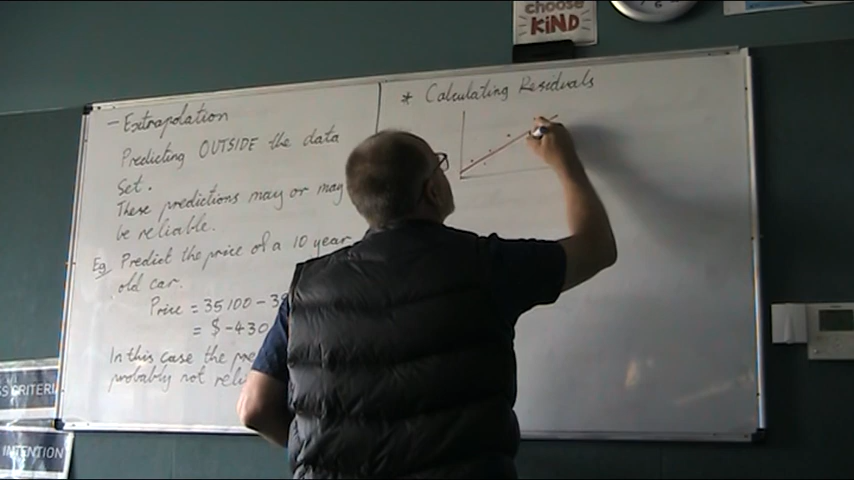 choose
KiND
- Extrapolation
Predicting OUTSIDE the data
set.
These predictions may or may
be reliable.
Eg. Predict the price of a 10 year
old car.
Price = 35100 - 3
= $-430
In this case the pre
probably not reli
* Calculating Residuals
SS CRITERI
INTENTION